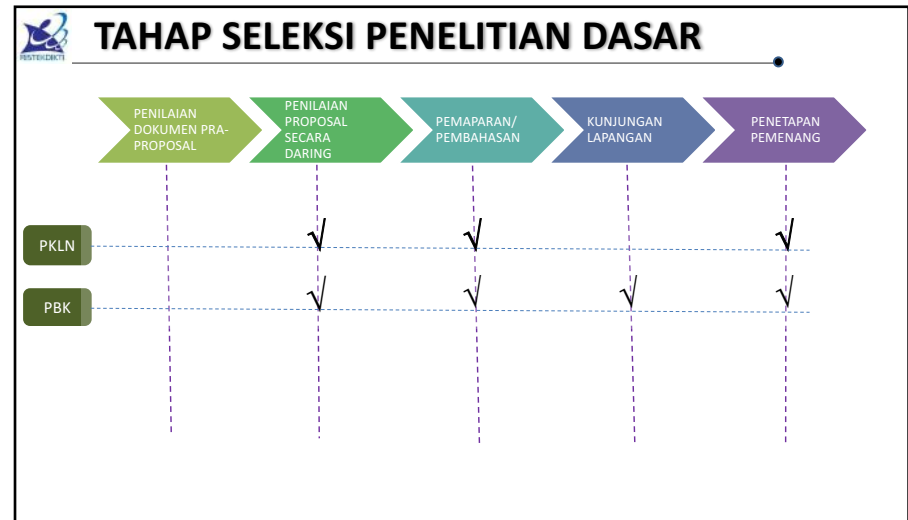 RISTEKDIKTI
TAHAP SELEKSI PENELITIAN DASAR
PENILAIAN
DOKUMEN PRA-
PROPOSAL
PENILAIAN
PROPOSAL
SECARA
DARING
PEMAPARAN/
PEMBAHASAN
KUNJUNGAN
LAPANGAN
PENETAPAN
PEMENANG
PKLN √ √ √
PBK √ √ √ √